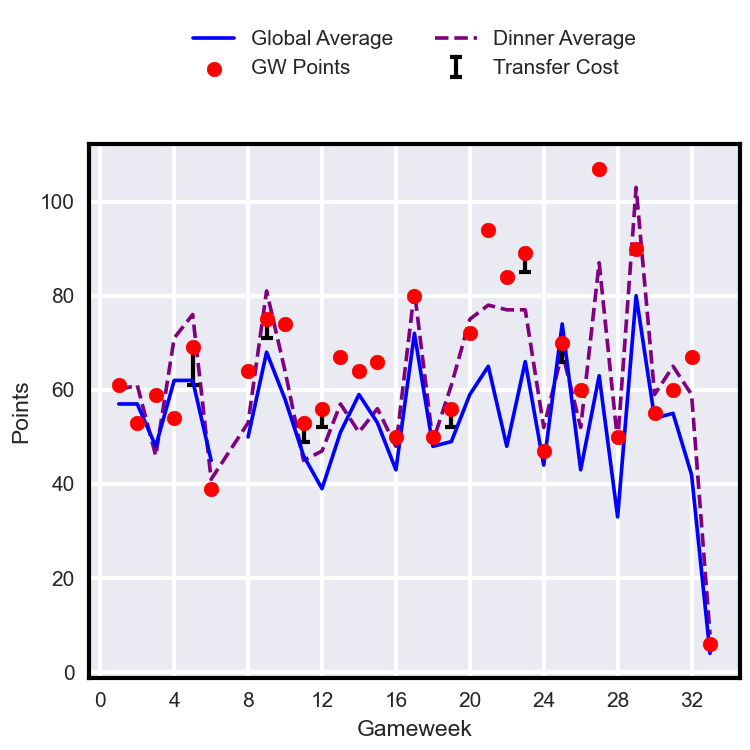 Global Average
Dinner Average
GW Points
Transfer Cost
100
80
60
40
20
0
Points
0 4 8 12 16 20 24 28 32
Gameweek